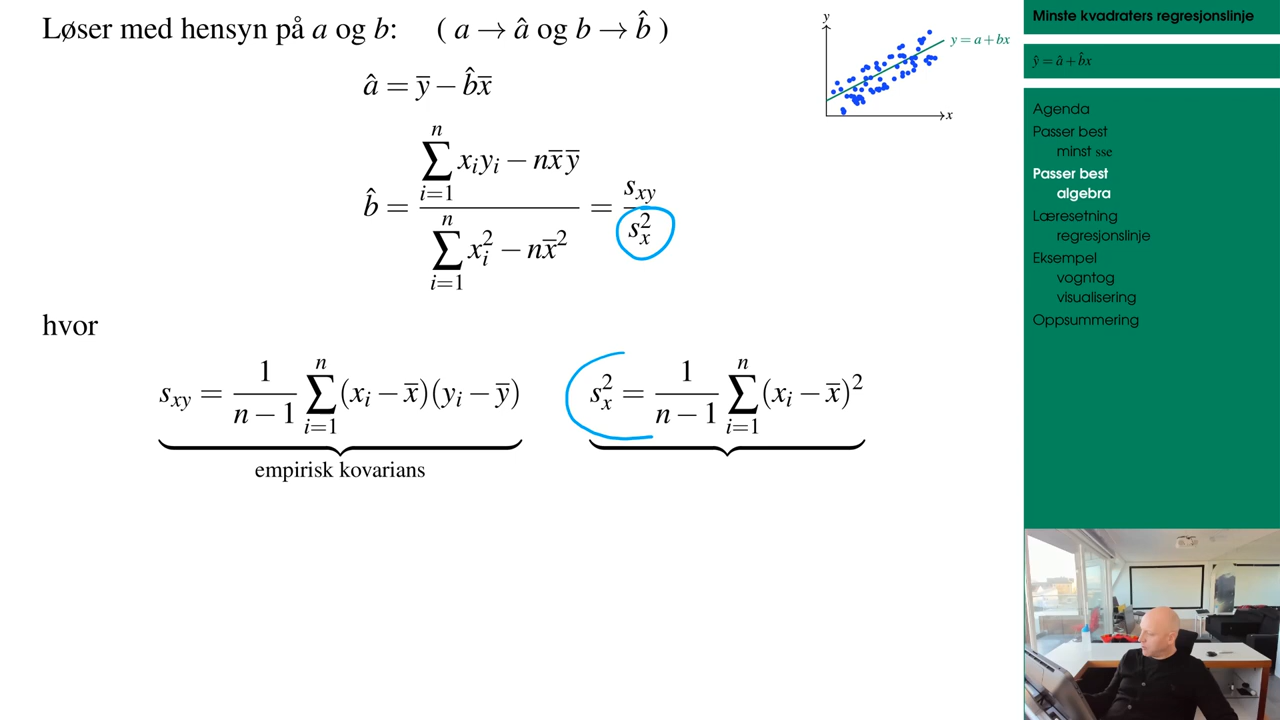 Løser med hensyn på a og b: ( a → â og b → b̂ )
â = y̅ − b̂x̅
b̂ = (∑_{i=1}^{n} x_i y_i − n x̅ y̅) / (∑_{i=1}^{n} x_i² − n x̅²) = s_xy / s_x²
hvor
s_xy = 1/(n − 1) ∑_{i=1}^{n} (x_i − x̅)(y_i − y̅)
empirisk kovarians
s_x² = 1/(n − 1) ∑_{i=1}^{n} (x_i − x̅)²
y
y = a + bx
x
Minste kvadraters regresjonslinje
ŷ = â + b̂x
Agenda
Passer best
minst sse
Passer best
algebra
Læresetning
regresjonslinje
Eksempel
vogntog
visualisering
Oppsummering